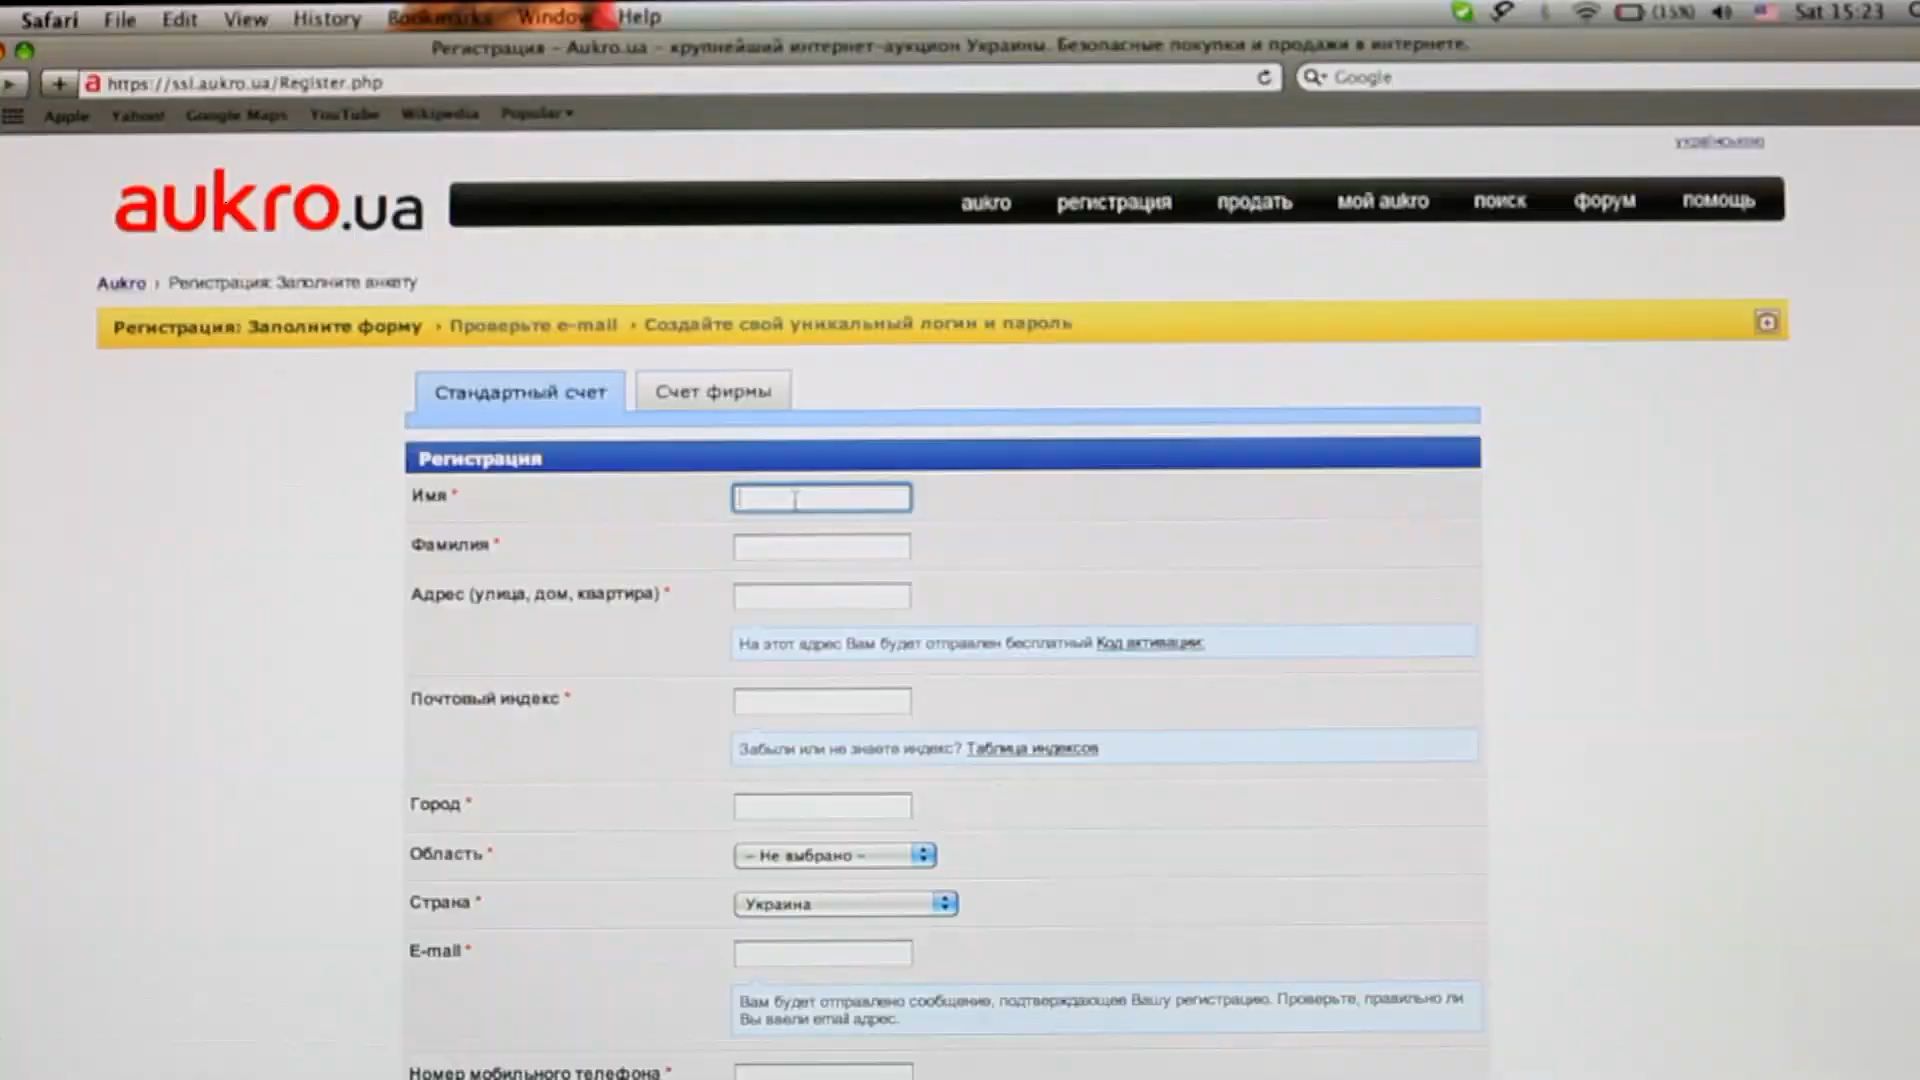 Safari File Edit View History Bookmarks Window Help (15%) Sat 15:23
Регистрация - Aukro.ua - крупнейший интернет-аукцион Украины. Безопасные покупки и продажи в интернете.
https://ssl.aukro.ua/Register.php Google
Apple Yahoo! Google Maps YouTube Wikipedia Popular
українською
aukro.ua aukro регистрация продать мой aukro поиск форум помощь
Aukro › Регистрация: Заполните анкету
Регистрация: Заполните форму › Проверьте e-mail › Создайте свой уникальный логин и пароль
Стандартный счет Счет фирмы
Регистрация
Имя *
Фамилия *
Адрес (улица, дом, квартира) *
На этот адрес Вам будет отправлен бесплатный Код активации.
Почтовый индекс *
Забыли или не знаете индекс? Таблица индексов
Город *
Область * - Не выбрано -
Страна * Украина
E-mail *
Вам будет отправлено сообщение, подтверждающее Вашу регистрацию. Проверьте, правильно ли
Вы ввели email адрес.
Номер мобильного телефона *